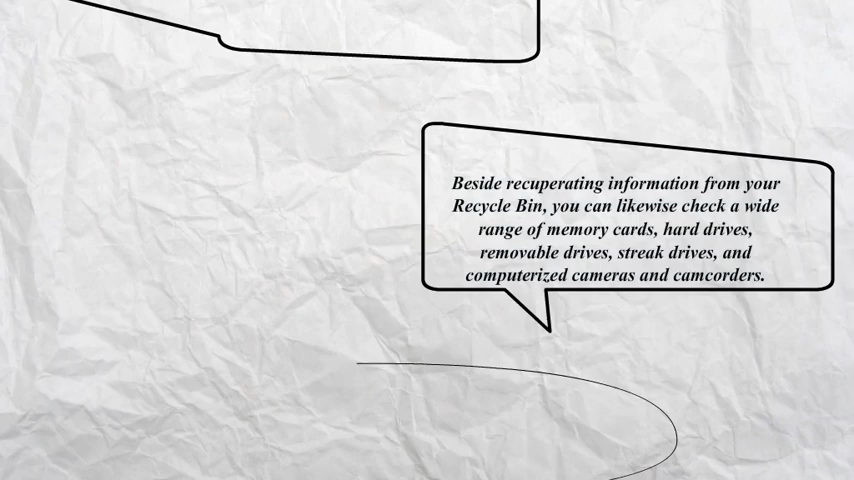 Beside recuperating information from your
Recycle Bin, you can likewise check a wide
range of memory cards, hard drives,
removable drives, streak drives, and
computerized cameras and camcorders.